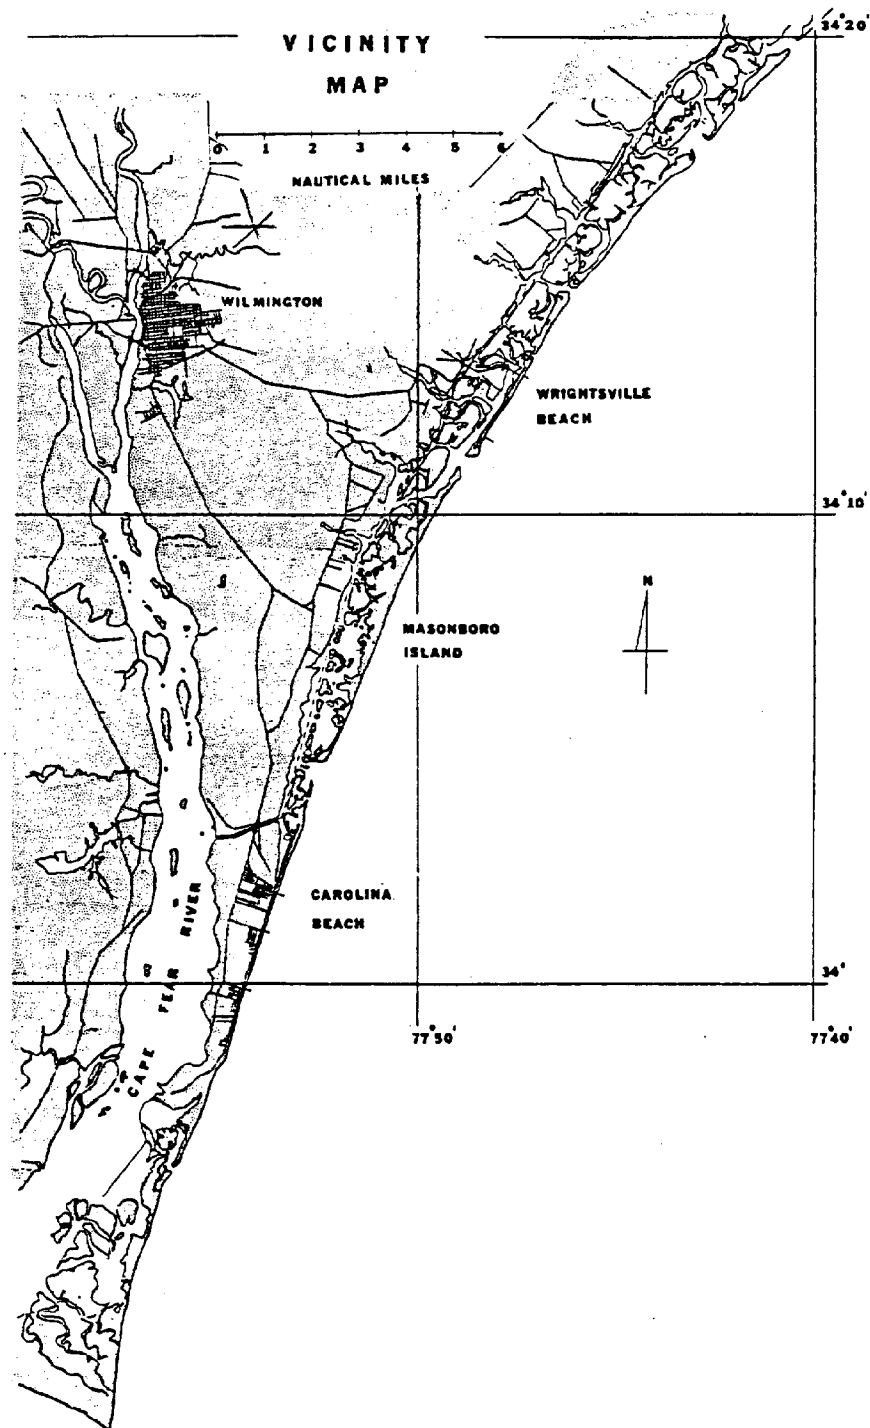 VICINITY
MAP
34°20'
0 1 2 3 4 5 6
NAUTICAL MILES
WILMINGTON
WRIGHTSVILLE
BEACH
34°10'
N
MASONBORO
ISLAND
CAROLINA
BEACH
CAPE FEAR RIVER
34°
77°50'
77°40'